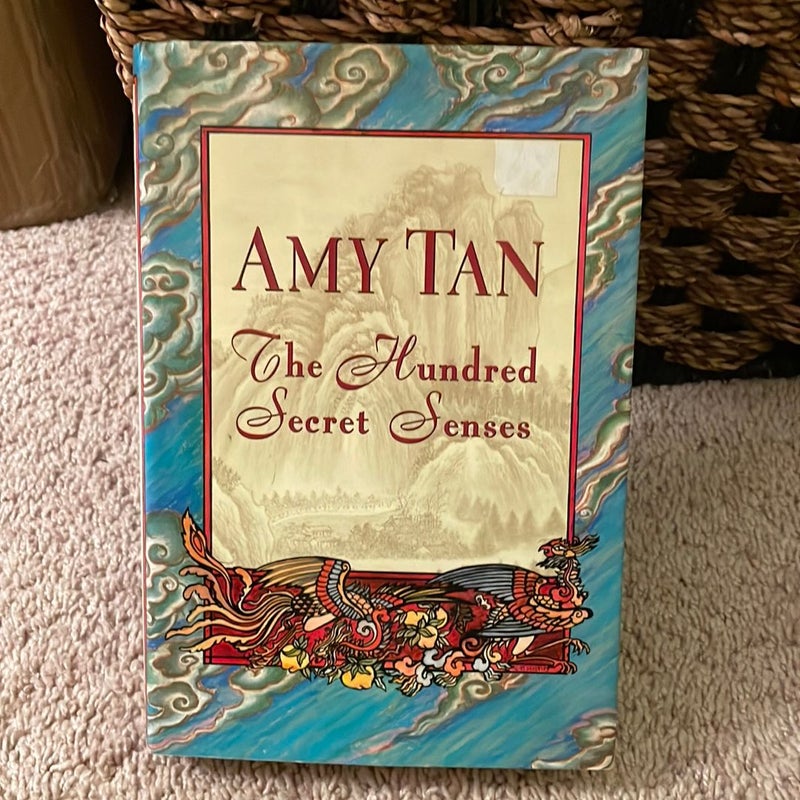 AMY TAN
The Hundred
Secret Senses